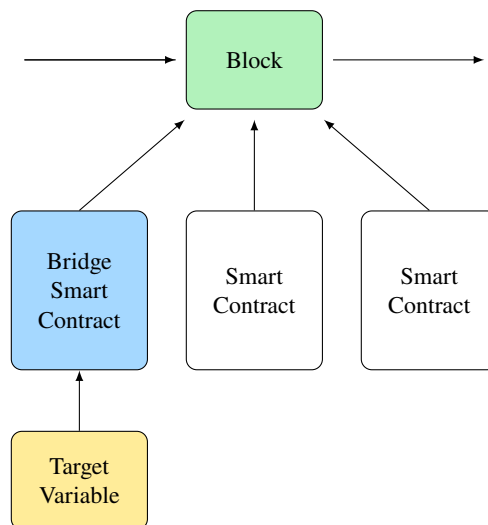 Block
Bridge
Smart
Contract
Smart
Contract
Smart
Contract
Target
Variable